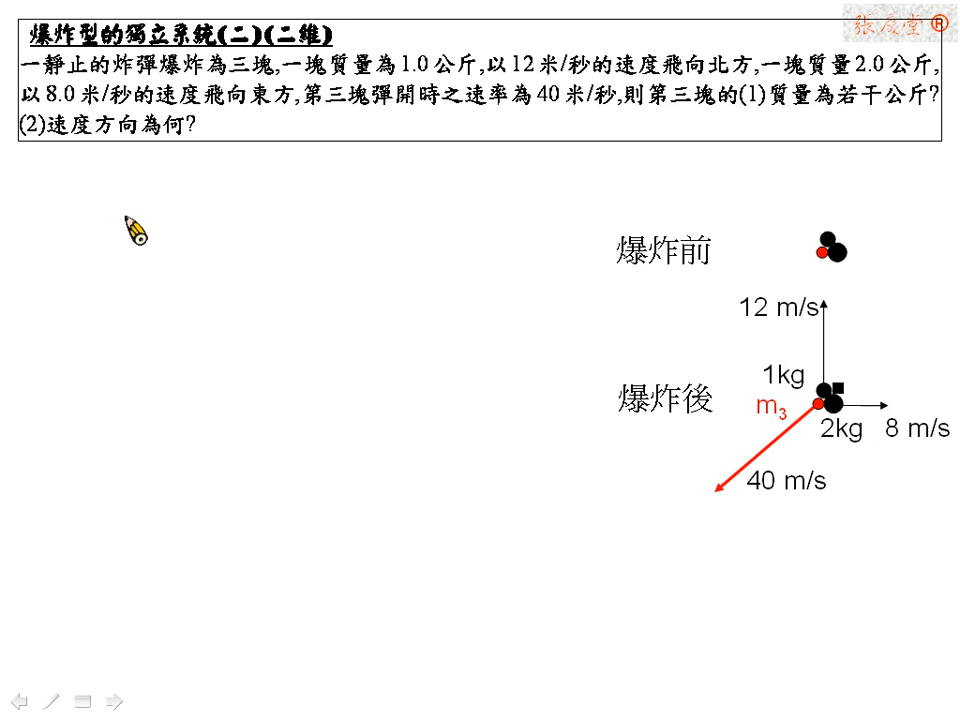 張慶堂®
爆炸型的獨立系統(二)(二維)
一靜止的炸彈爆炸為三塊,一塊質量為1.0公斤,以12米/秒的速度飛向北方,一塊質量2.0公斤,
以8.0米/秒的速度飛向東方,第三塊彈開時之速率為40米/秒,則第三塊的(1)質量為若干公斤?
(2)速度方向為何?
爆炸前
12 m/s
1kg
爆炸後
m₃
2kg 8 m/s
40 m/s